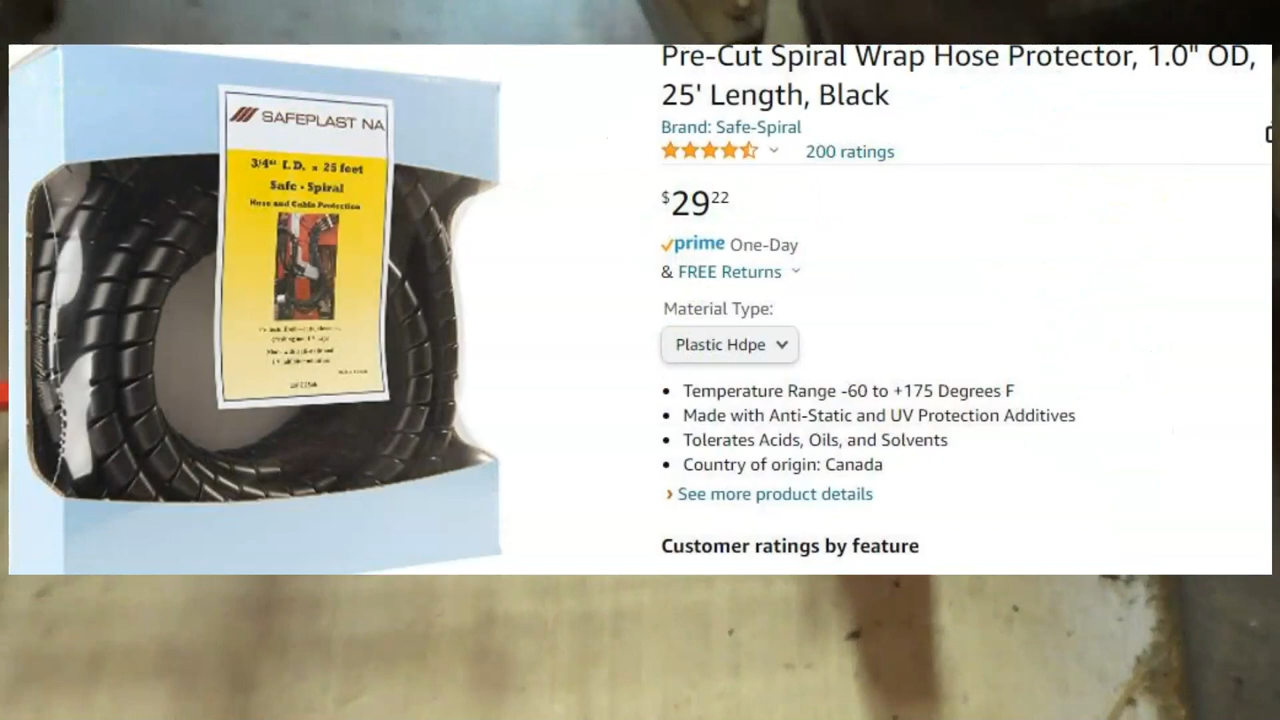 SAFEPLAST NA
3/4" I.D. x 25 feet
Safe - Spiral
Hose and Cable Protection
Pre-Cut Spiral Wrap Hose Protector, 1.0" OD,
25' Length, Black
Brand: Safe-Spiral
200 ratings
$29 22
prime One-Day
& FREE Returns
Material Type:
Plastic Hdpe
• Temperature Range -60 to +175 Degrees F
• Made with Anti-Static and UV Protection Additives
• Tolerates Acids, Oils, and Solvents
• Country of origin: Canada
› See more product details
Customer ratings by feature